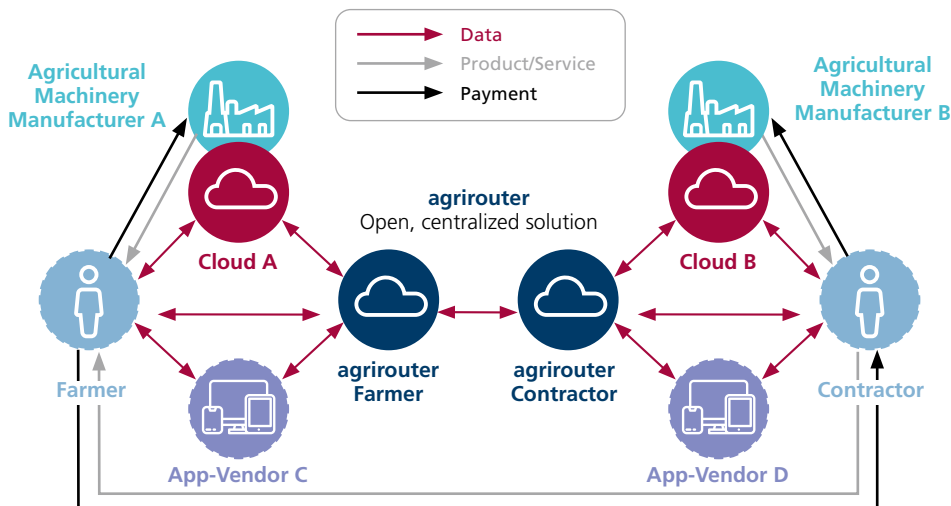 Data
Product/Service
Payment
Agricultural
Machinery
Manufacturer A
Agricultural
Machinery
Manufacturer B
agrirouter
Open, centralized solution
Cloud A
Cloud B
Farmer
agrirouter
Farmer
agrirouter
Contractor
Contractor
App-Vendor C
App-Vendor D